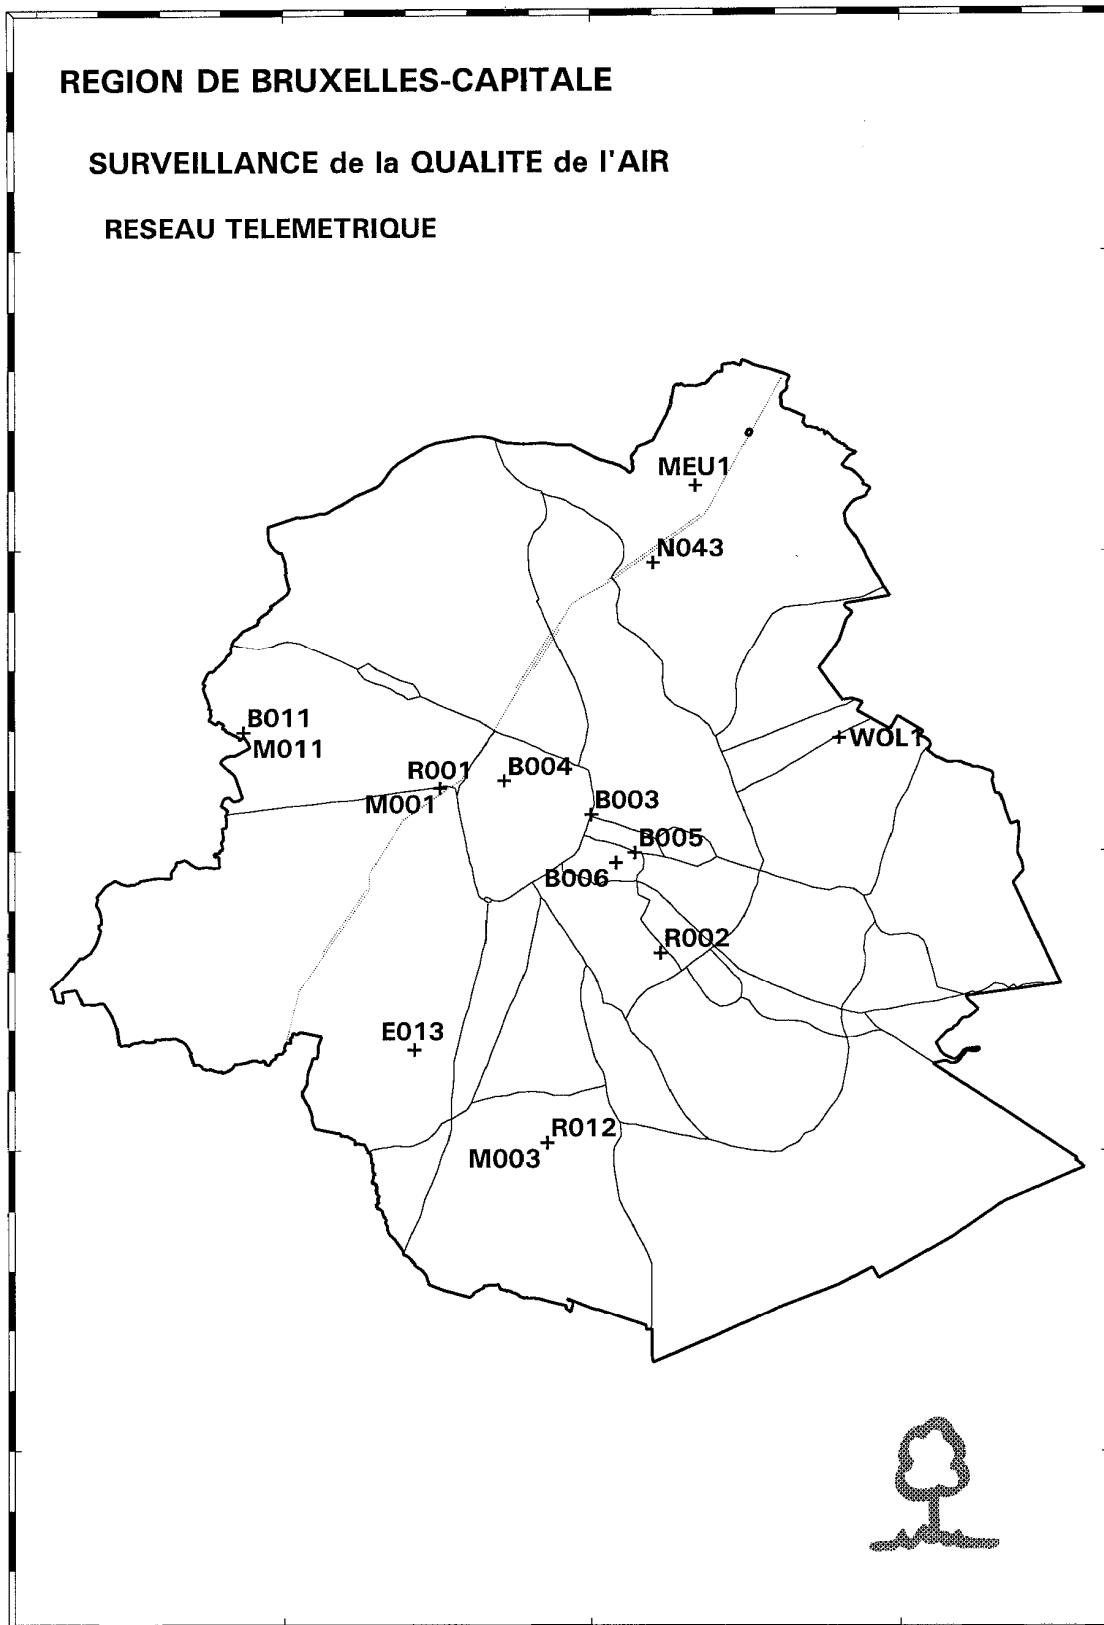 REGION DE BRUXELLES-CAPITALE
SURVEILLANCE de la QUALITE de l'AIR
RESEAU TELEMETRIQUE
MEU1
N043
B011
M011
WOL1
R001
B004
M001
B003
B005
B006
R002
E013
R012
M003